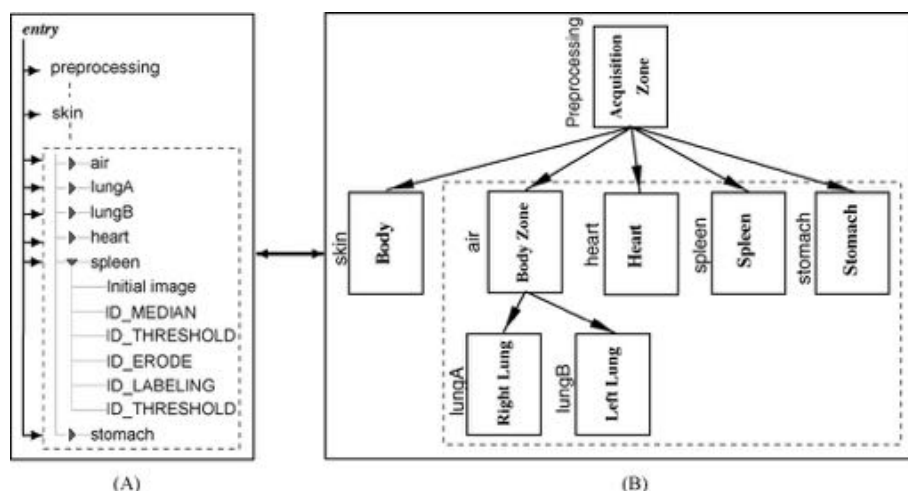 entry
preprocessing
skin
air
lungA
lungB
heart
spleen
Initial image
ID_MEDIAN
ID_THRESHOLD
ID_ERODE
ID_LABELING
ID_THRESHOLD
stomach
(A)
Preprocessing
Acquisition
Zone
skin
Body
air
Body Zone
heart
Heart
spleen
Spleen
stomach
Stomach
lungA
Right Lung
lungB
Left Lung
(B)